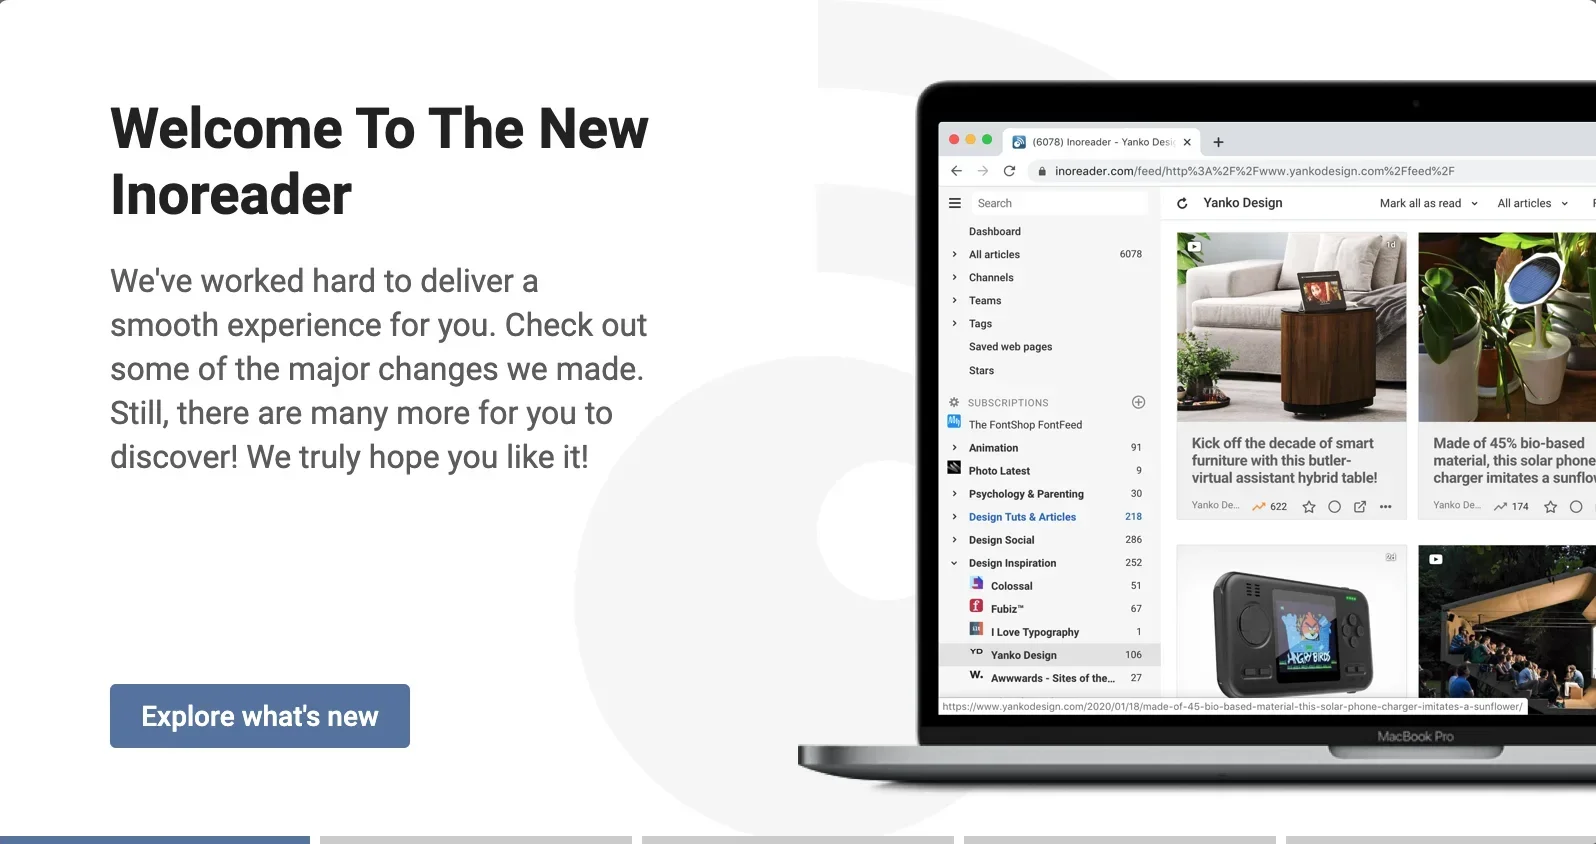 Welcome To The New
Inoreader
We've worked hard to deliver a
smooth experience for you. Check out
some of the major changes we made.
Still, there are many more for you to
discover! We truly hope you like it!
Explore what's new
(6078) Inoreader - Yanko Desi
inoreader.com/feed/http%3A%2F%2Fwww.yankodesign.com%2Ffeed%2F
Search
Dashboard
All articles 6078
Channels
Teams
Tags
Saved web pages
Stars
SUBSCRIPTIONS
The FontShop FontFeed
Animation 91
Photo Latest 9
Psychology & Parenting 30
Design Tuts & Articles 218
Design Social 286
Design Inspiration 252
Colossal 51
Fubiz™ 67
I Love Typography 1
YD Yanko Design 106
W. Awwwards - Sites of the... 27
Yanko Design Mark all as read All articles
1d
Kick off the decade of smart
furniture with this butler-
virtual assistant hybrid table!
Yanko De... 622
Made of 45% bio-based
material, this solar phone
charger imitates a sunflo
Yanko De... 174
2d
ANGRY BIRDS
https://www.yankodesign.com/2020/01/18/made-of-45-bio-based-material-this-solar-phone-charger-imitates-a-sunflower/
MacBook Pro